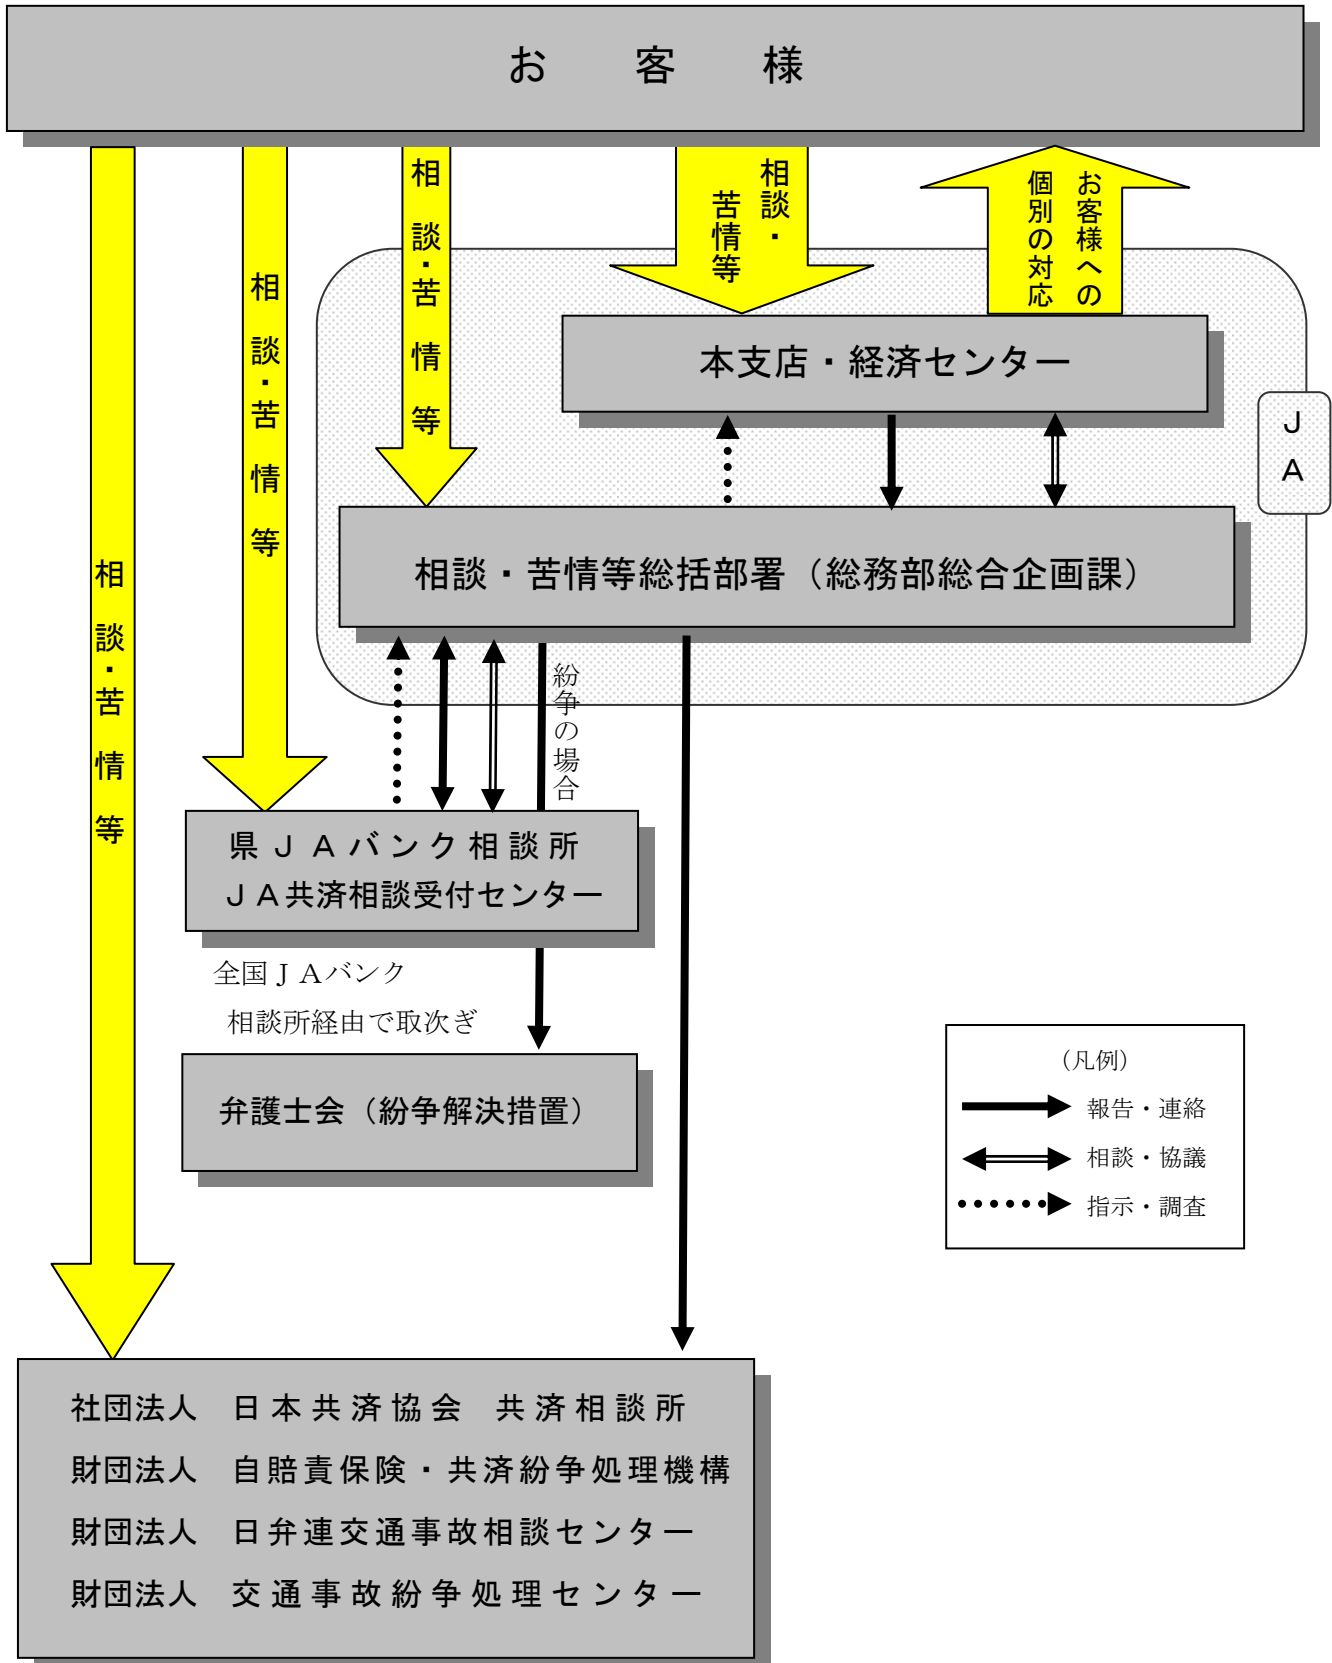 お客様
相談・苦情等
相談・苦情等
相談・苦情等
相談・
苦情等
お客様への
個別の対応
本支店・経済センター
ＪＡ
相談・苦情等総括部署（総務部総合企画課）
紛争の場合
県ＪＡバンク相談所
ＪＡ共済相談受付センター
全国ＪＡバンク
相談所経由で取次ぎ
弁護士会（紛争解決措置）
（凡例）
報告・連絡
相談・協議
指示・調査
社団法人　日本共済協会　共済相談所
財団法人　自賠責保険・共済紛争処理機構
財団法人　日弁連交通事故相談センター
財団法人　交通事故紛争処理センター